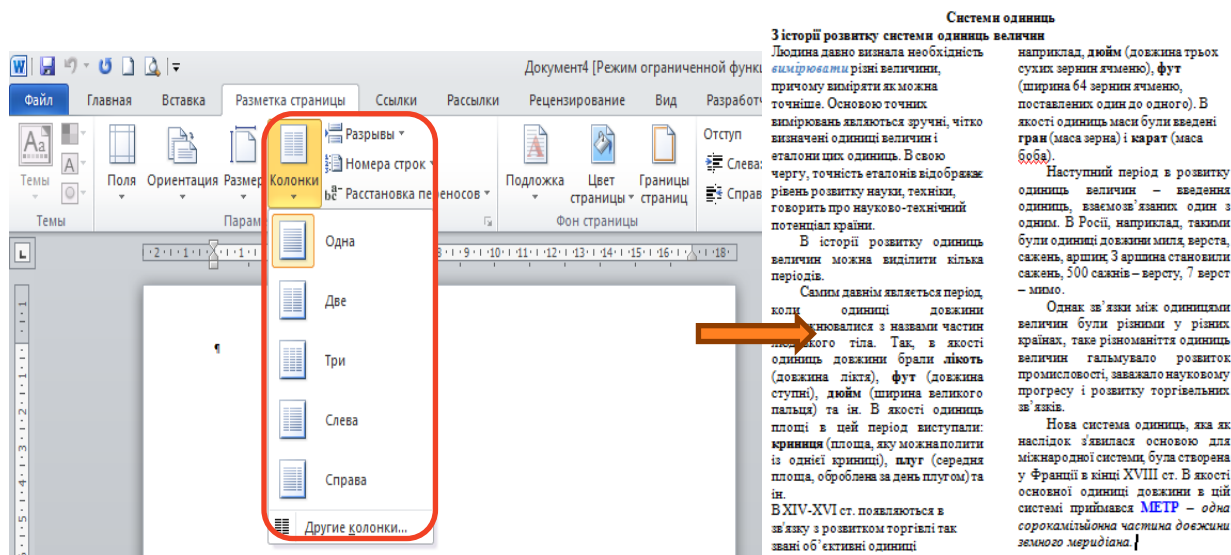 Документ4 [Режим ограниченной функ
Файл Главная Вставка Разметка страницы Ссылки Рассылки Рецензирование Вид Разработ
Темы
Поля
Ориентация
Размер
Колонки
Разрывы
Номера строк
Расстановка переносов
Подложка
Цвет страницы
Границы страниц
Отступ
Слева:
Справ
Темы
Парам
Фон страницы
Одна
Две
Три
Слева
Справа
Другие колонки...
Системи одиниць
З історії розвитку системи одиниць величин
Людина давно визнала необхідність
вимірювати різні величини,
причому виміряти як можна
точніше. Основою точних
вимірювань являються зручні, чітко
визначені одиниці величин і
еталони цих одиниць. В свою
чергу, точність еталонів відображає
рівень розвитку науки, техніки,
говорить про науково-технічний
потенціал країни.
В історії розвитку одиниць
величин можна виділити кілька
періодів.
Самим давнім являється період,
коли одиниці довжини
з назвами частин
тіла. Так, в якості
одиниць довжини брали лікоть
(довжина ліктя), фут (довжина
ступні), дюйм (ширина великого
пальця) та ін. В якості одиниць
площі в цей період виступали:
криниця (площа, яку можна полити
із однієї криниці), плуг (середня
площа, оброблена за день плугом) та
ін.
В XIV-XVI ст. появляються в
зв'язку з розвитком торгівлі так
звані об’єктивні одиниці
наприклад, дюйм (довжина трьох
сухих зернин ячменю), фут
(ширина 64 зернин ячменю,
поставлених один до одного). В
якості одиниць маси були введені
гран (маса зерна) і карат (маса
боба).
Наступний період в розвитку
одиниць величин – введення
одиниць, взаємозв’язаних один з
одним. В Росії, наприклад, такими
були одиниці довжини миля, верста,
сажень, аршин; 3 аршина становили
сажень, 500 сажнів – версту, 7 верст
– мимо.
Однак зв’язки між одиницями
величин були різними у різних
країнах, таке різноманіття одиниць
величин гальмувало розвиток
промисловості, заважало науковому
прогресу і розвитку торгівельних
зв’язків.
Нова система одиниць, яка як
наслідок з'явилася основою для
міжнародної системи, була створена
у Франції в кінці XVIII ст. В якості
основної одиниці довжини в цій
системі приймався МЕТР – одна
сорокамільйонна частина довжини
земного меридіана.